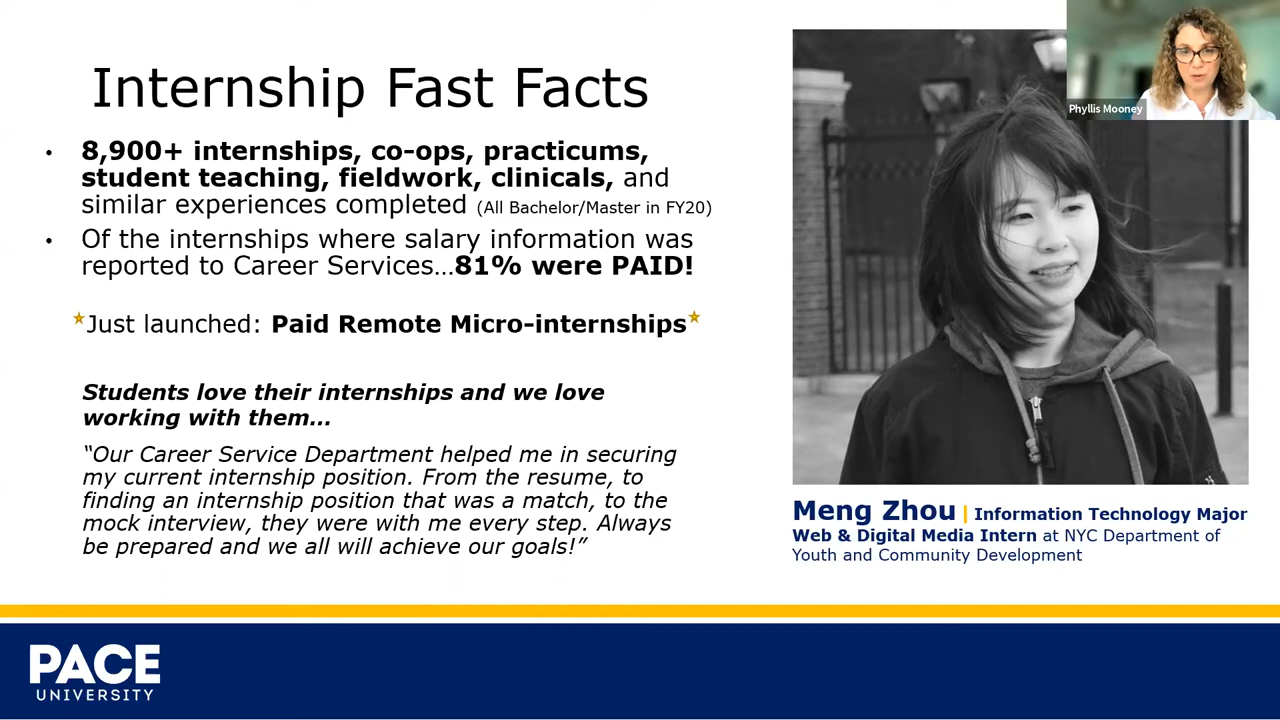 Internship Fast Facts
• 8,900+ internships, co-ops, practicums,
student teaching, fieldwork, clinicals, and
similar experiences completed (All Bachelor/Master in FY20)
• Of the internships where salary information was
reported to Career Services…81% were PAID!
Just launched: Paid Remote Micro-internships
Students love their internships and we love
working with them…
“Our Career Service Department helped me in securing
my current internship position. From the resume, to
finding an internship position that was a match, to the
mock interview, they were with me every step. Always
be prepared and we all will achieve our goals!”
Phyllis Mooney
Meng Zhou | Information Technology Major
Web & Digital Media Intern at NYC Department of
Youth and Community Development
PACE
UNIVERSITY